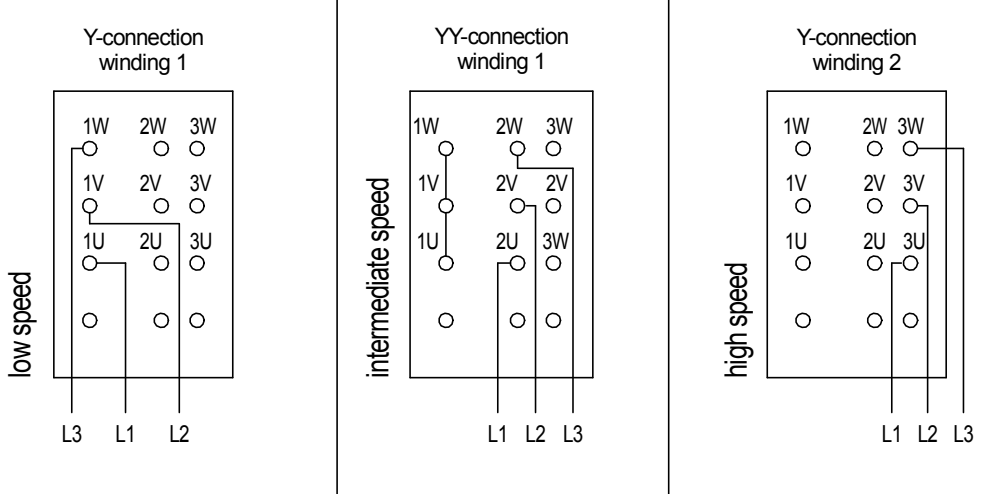 Y-connection
winding 1
1W 2W 3W
1V 2V 3V
1U 2U 3U
low speed
L3 L1 L2
YY-connection
winding 1
1W 2W 3W
1V 2V 2V
1U 2U 3W
intermediate speed
L1 L2 L3
Y-connection
winding 2
1W 2W 3W
1V 2V 3V
1U 2U 3U
high speed
L1 L2 L3